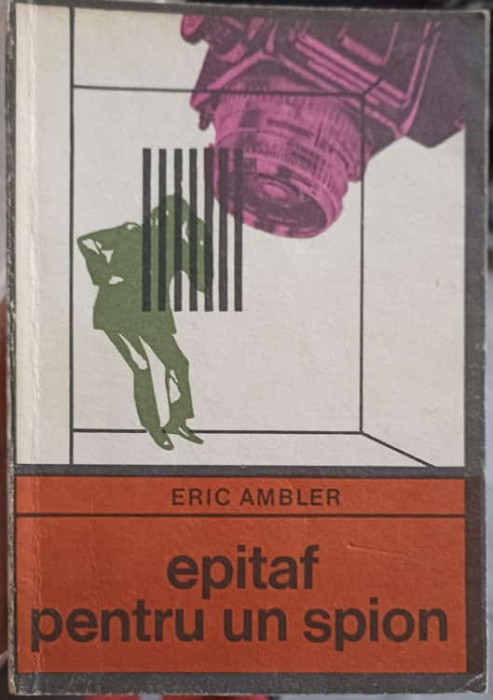 ERIC AMBLER
epitaf
pentru un spion